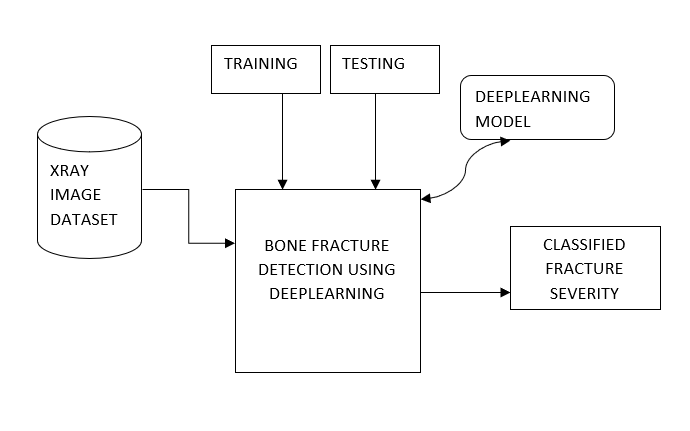 TRAINING
TESTING
DEEPLEARNING
MODEL
XRAY
IMAGE
DATASET
BONE FRACTURE
DETECTION USING
DEEPLEARNING
CLASSIFIED
FRACTURE
SEVERITY